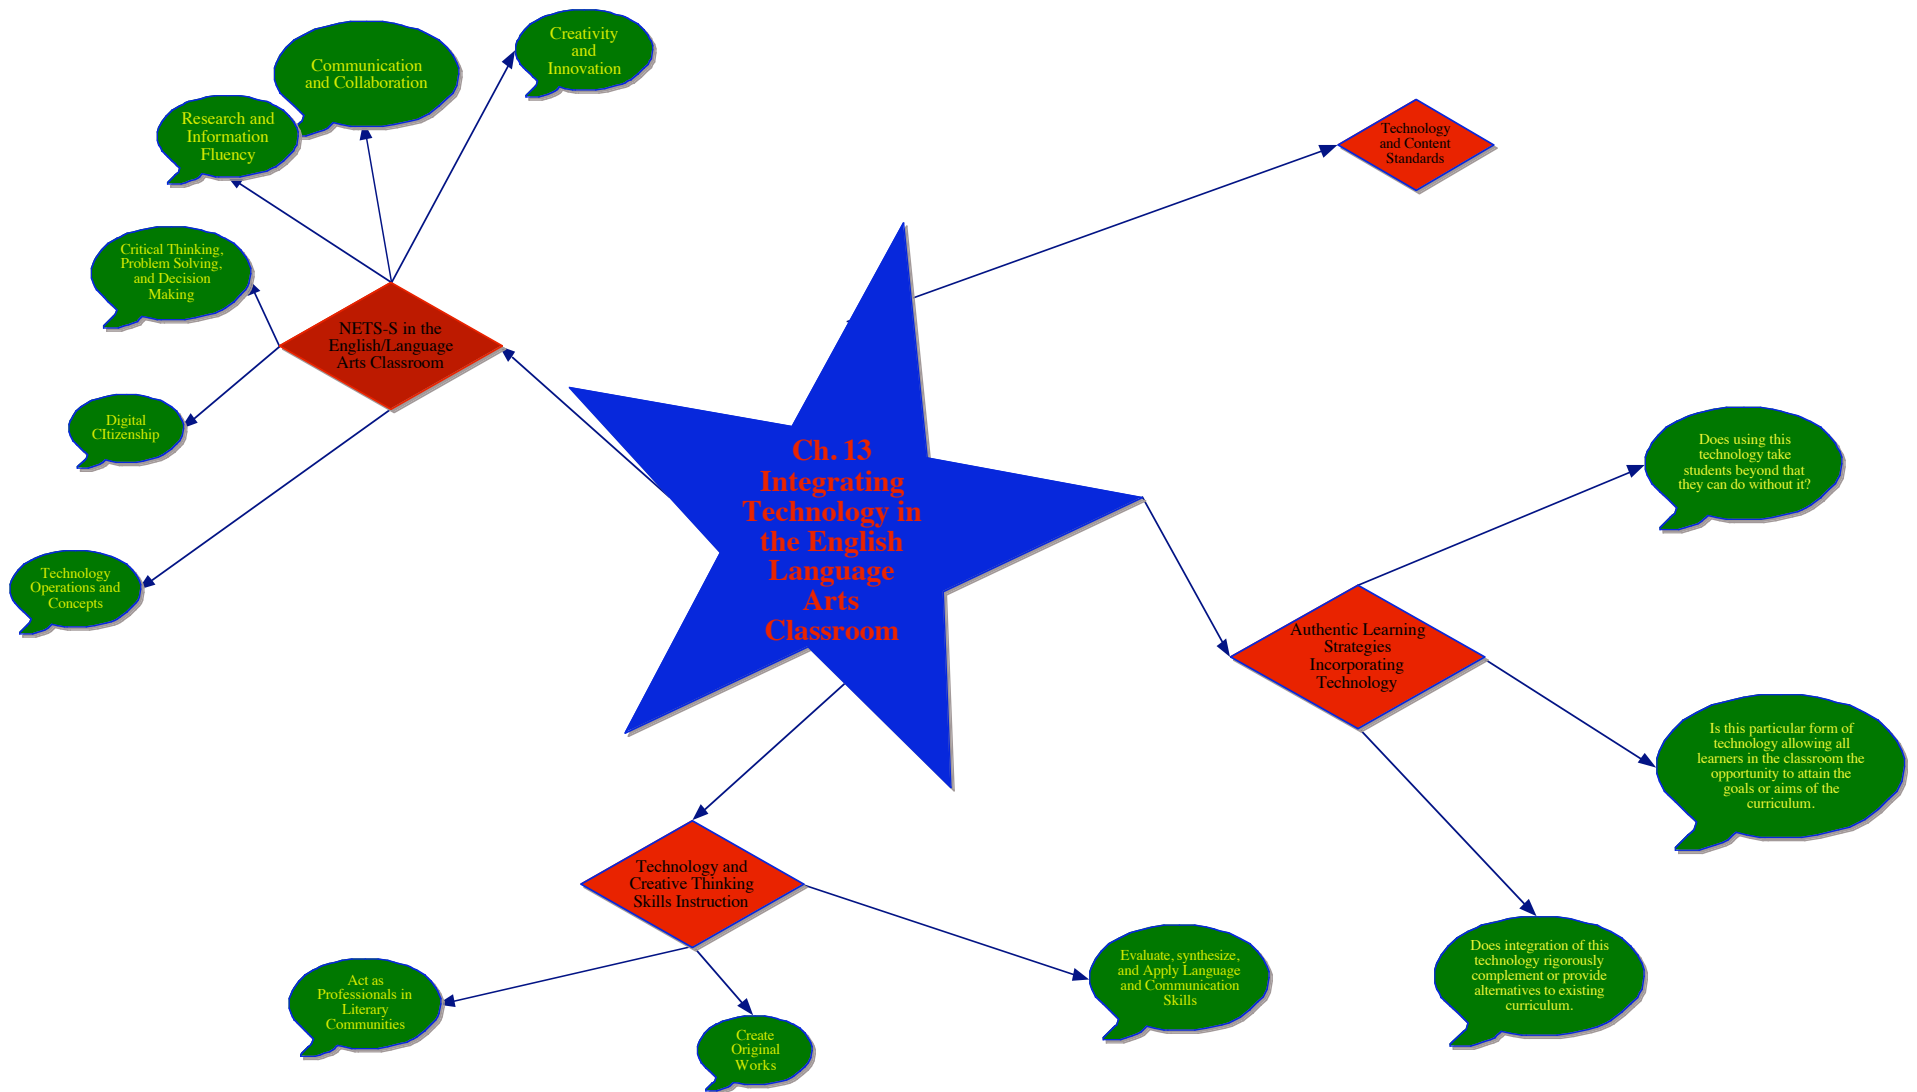 Creativity
and
Innovation
Communication
and Collaboration
Research and
Information
Fluency
Technology
and Content
Standards
Critical Thinking,
Problem Solving,
and Decision
Making
NETS-S in the
English/Language
Arts Classroom
Digital
CItizenship
Technology
Operations and
Concepts
Ch. 13
Integrating
Technology in
the English
Language
Arts
Classroom
Does using this
technology take
students beyond that
they can do without it?
Authentic Learning
Strategies
Incorporating
Technology
Is this particular form of
technology allowing all
learners in the classroom the
opportunity to attain the
goals or aims of the
curriculum.
Does integration of this
technology rigorously
complement or provide
alternatives to existing
curriculum.
Technology and
Creative Thinking
Skills Instruction
Evaluate, synthesize,
and Apply Language
and Communication
Skills
Act as
Professionals in
Literary
Communities
Create
Original
Works